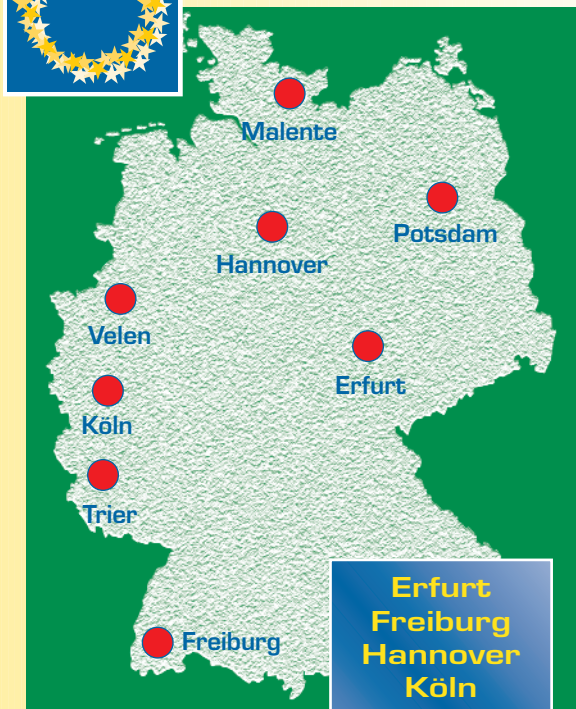 Malente
Potsdam
Hannover
Velen
Erfurt
Köln
Trier
Freiburg
Erfurt
Freiburg
Hannover
Köln